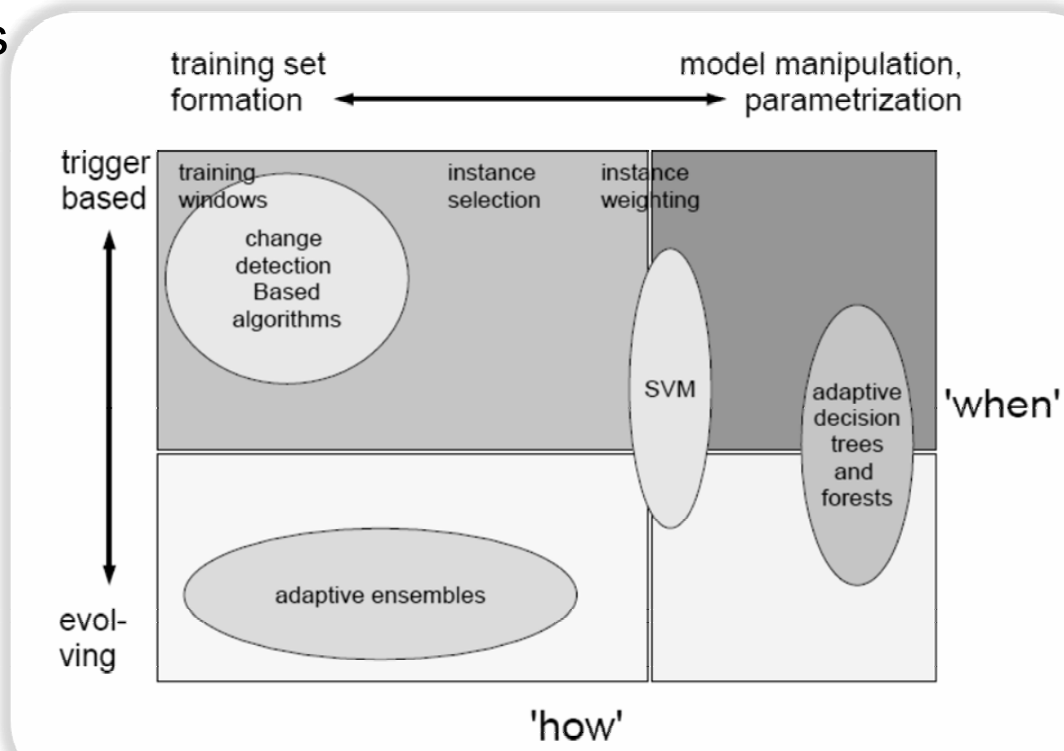 s
training set
formation
model manipulation,
parametrization
trigger
based
training
windows
instance
selection
instance
weighting
change
detection
Based
algorithms
SVM
adaptive
decision
trees
and
forests
'when'
adaptive ensembles
evol-
ving
'how'